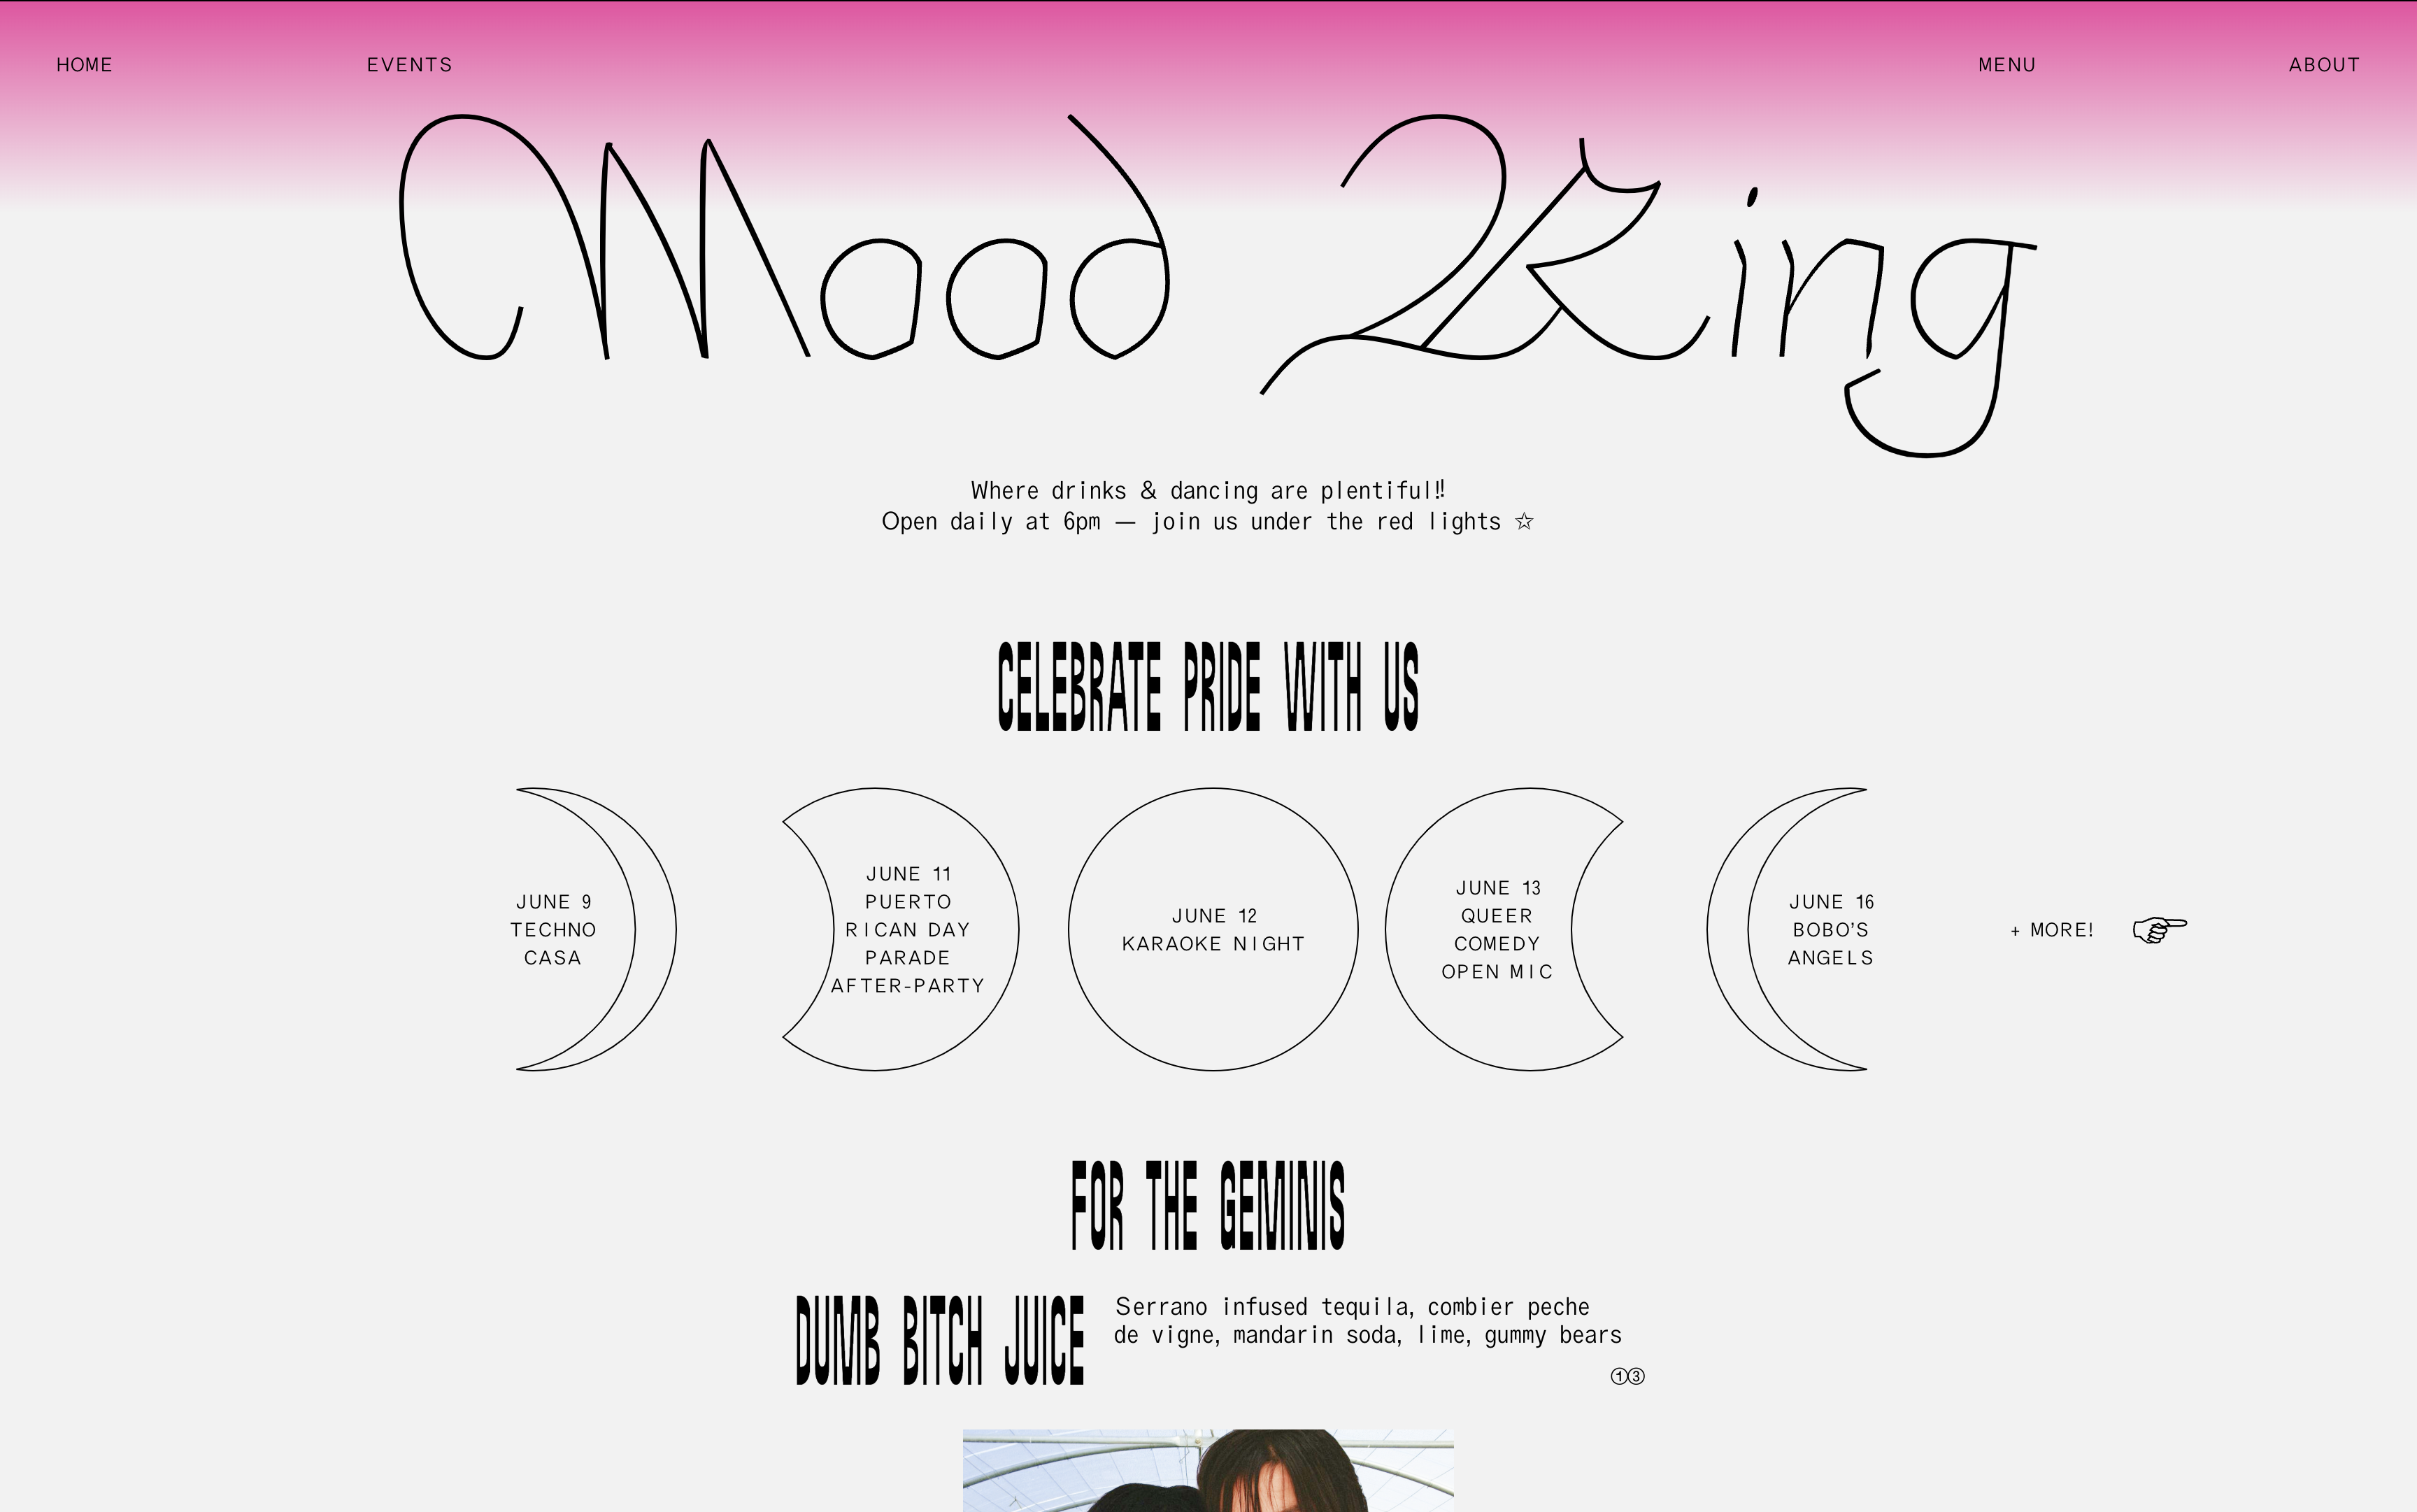 HOME
EVENTS
MENU
ABOUT
Mood Ring
Where drinks & dancing are plentiful!!
Open daily at 6pm — join us under the red lights ☆
CELEBRATE PRIDE WITH US
JUNE 9
TECHNO
CASA
JUNE 11
PUERTO
RICAN DAY
PARADE
AFTER-PARTY
JUNE 12
KARAOKE NIGHT
JUNE 13
QUEER
COMEDY
OPEN MIC
JUNE 16
BOBO’S
ANGELS
+ MORE! ☞
FOR THE GEMINIS
DUMB BITCH JUICE
Serrano infused tequila, combier peche
de vigne, mandarin soda, lime, gummy bears
①③